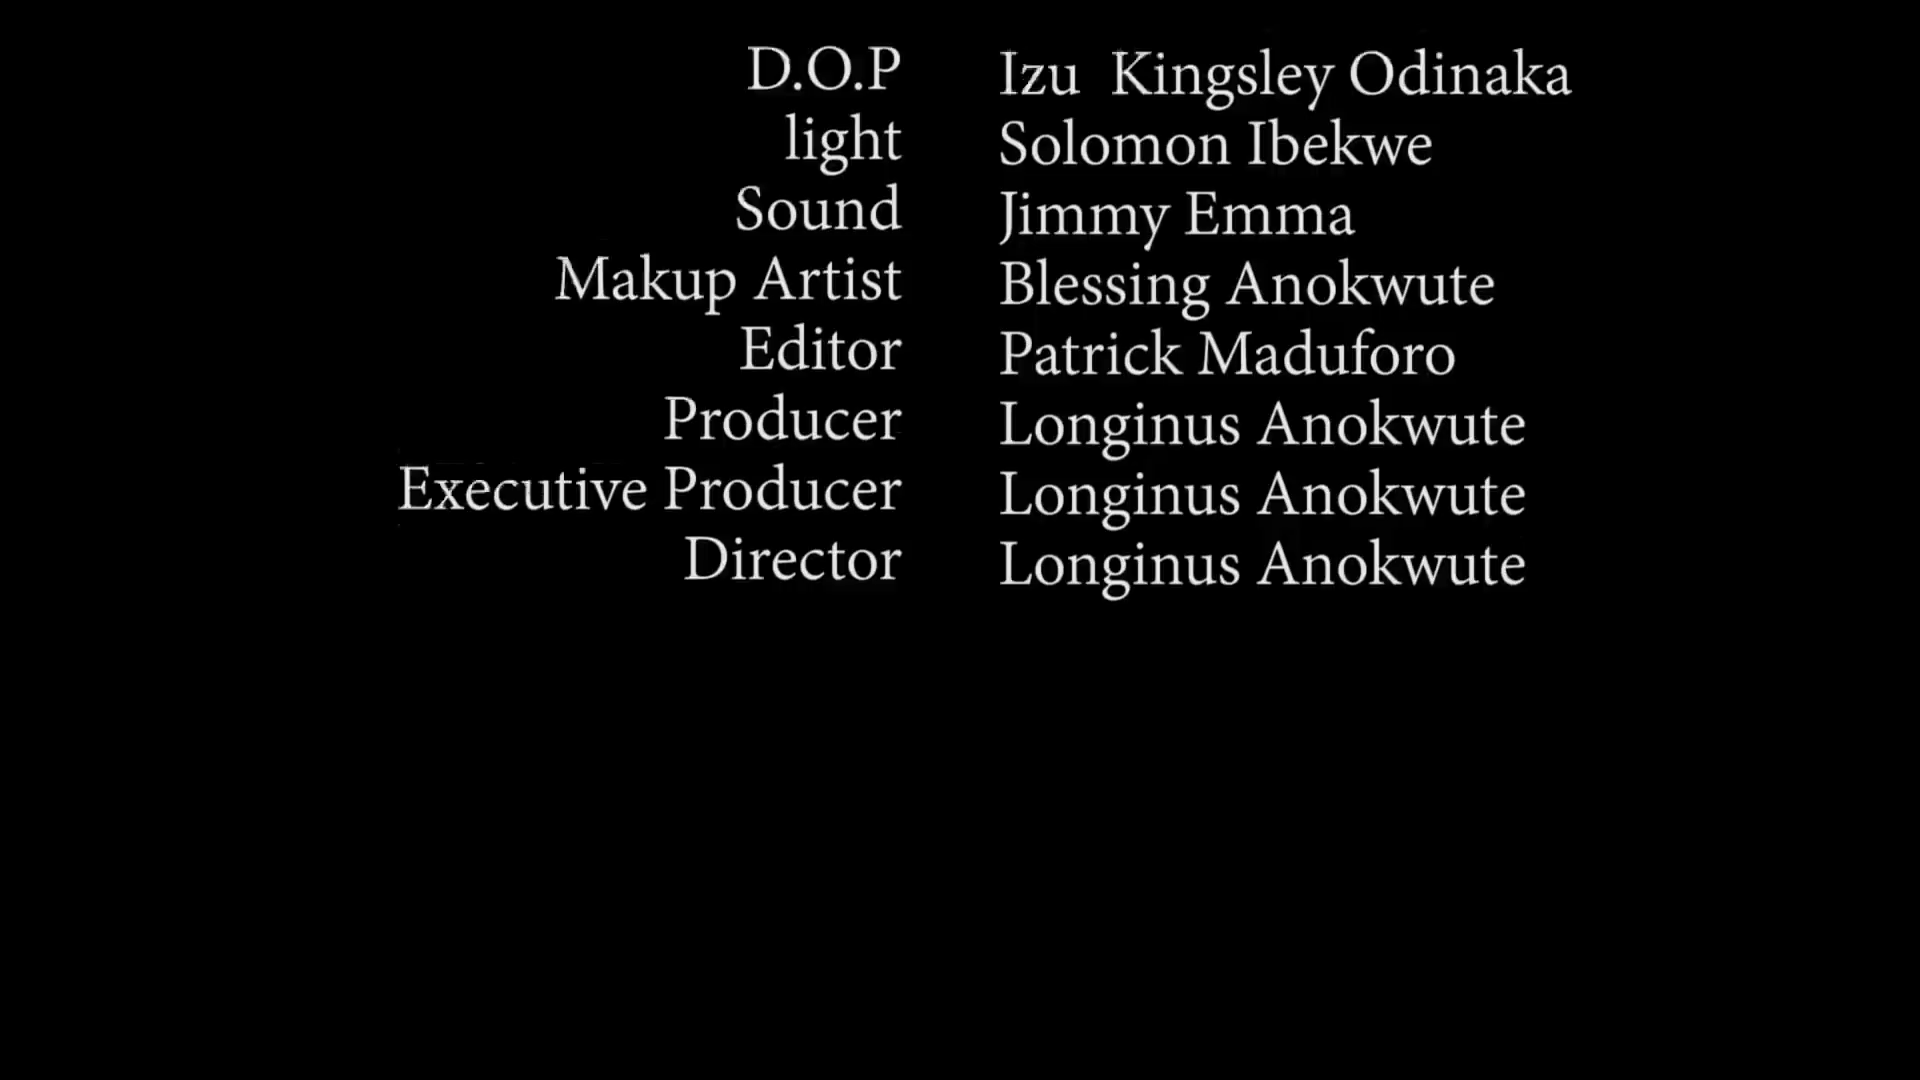 D.O.P Izu Kingsley Odinaka
light Solomon Ibekwe
Sound Jimmy Emma
Makup Artist Blessing Anokwute
Editor Patrick Maduforo
Producer Longinus Anokwute
Executive Producer Longinus Anokwute
Director Longinus Anokwute